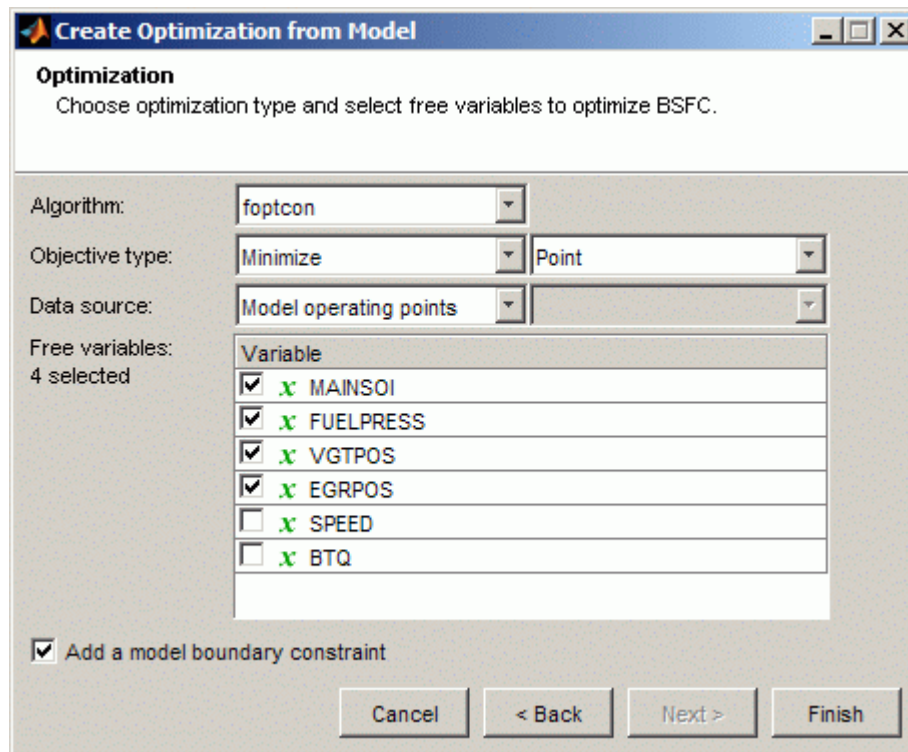 Create Optimization from Model
Optimization
Choose optimization type and select free variables to optimize BSFC.
Algorithm: foptcon
Objective type: Minimize Point
Data source: Model operating points
Free variables: Variable
4 selected
x MAINSOI
x FUELPRESS
x VGTPOS
x EGRPOS
x SPEED
x BTQ
Add a model boundary constraint
Cancel < Back Next > Finish